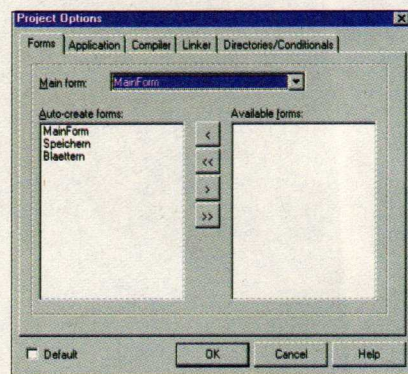 Project Options
Forms Application Compiler Linker Directories/Conditionals
Main form: MainForm
Auto-create forms: Available forms:
MainForm
Speichern
Blaettern
<
<<
>
>>
Default OK Cancel Help